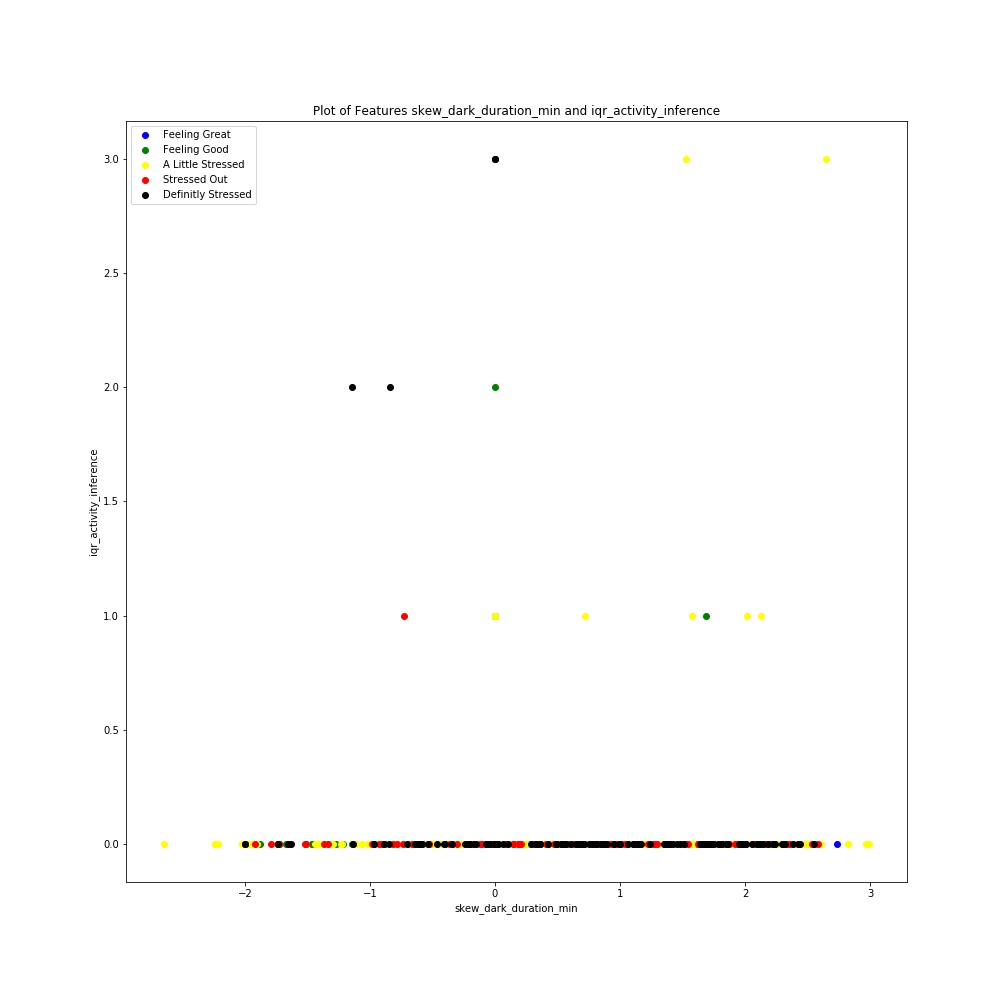 Plot of Features skew_dark_duration_min and iqr_activity_inference
Feeling Great
Feeling Good
A Little Stressed
Stressed Out
Definitly Stressed
3.0
2.5
2.0
1.5
1.0
0.5
0.0
iqr_activity_inference
−2
−1
0
1
2
3
skew_dark_duration_min